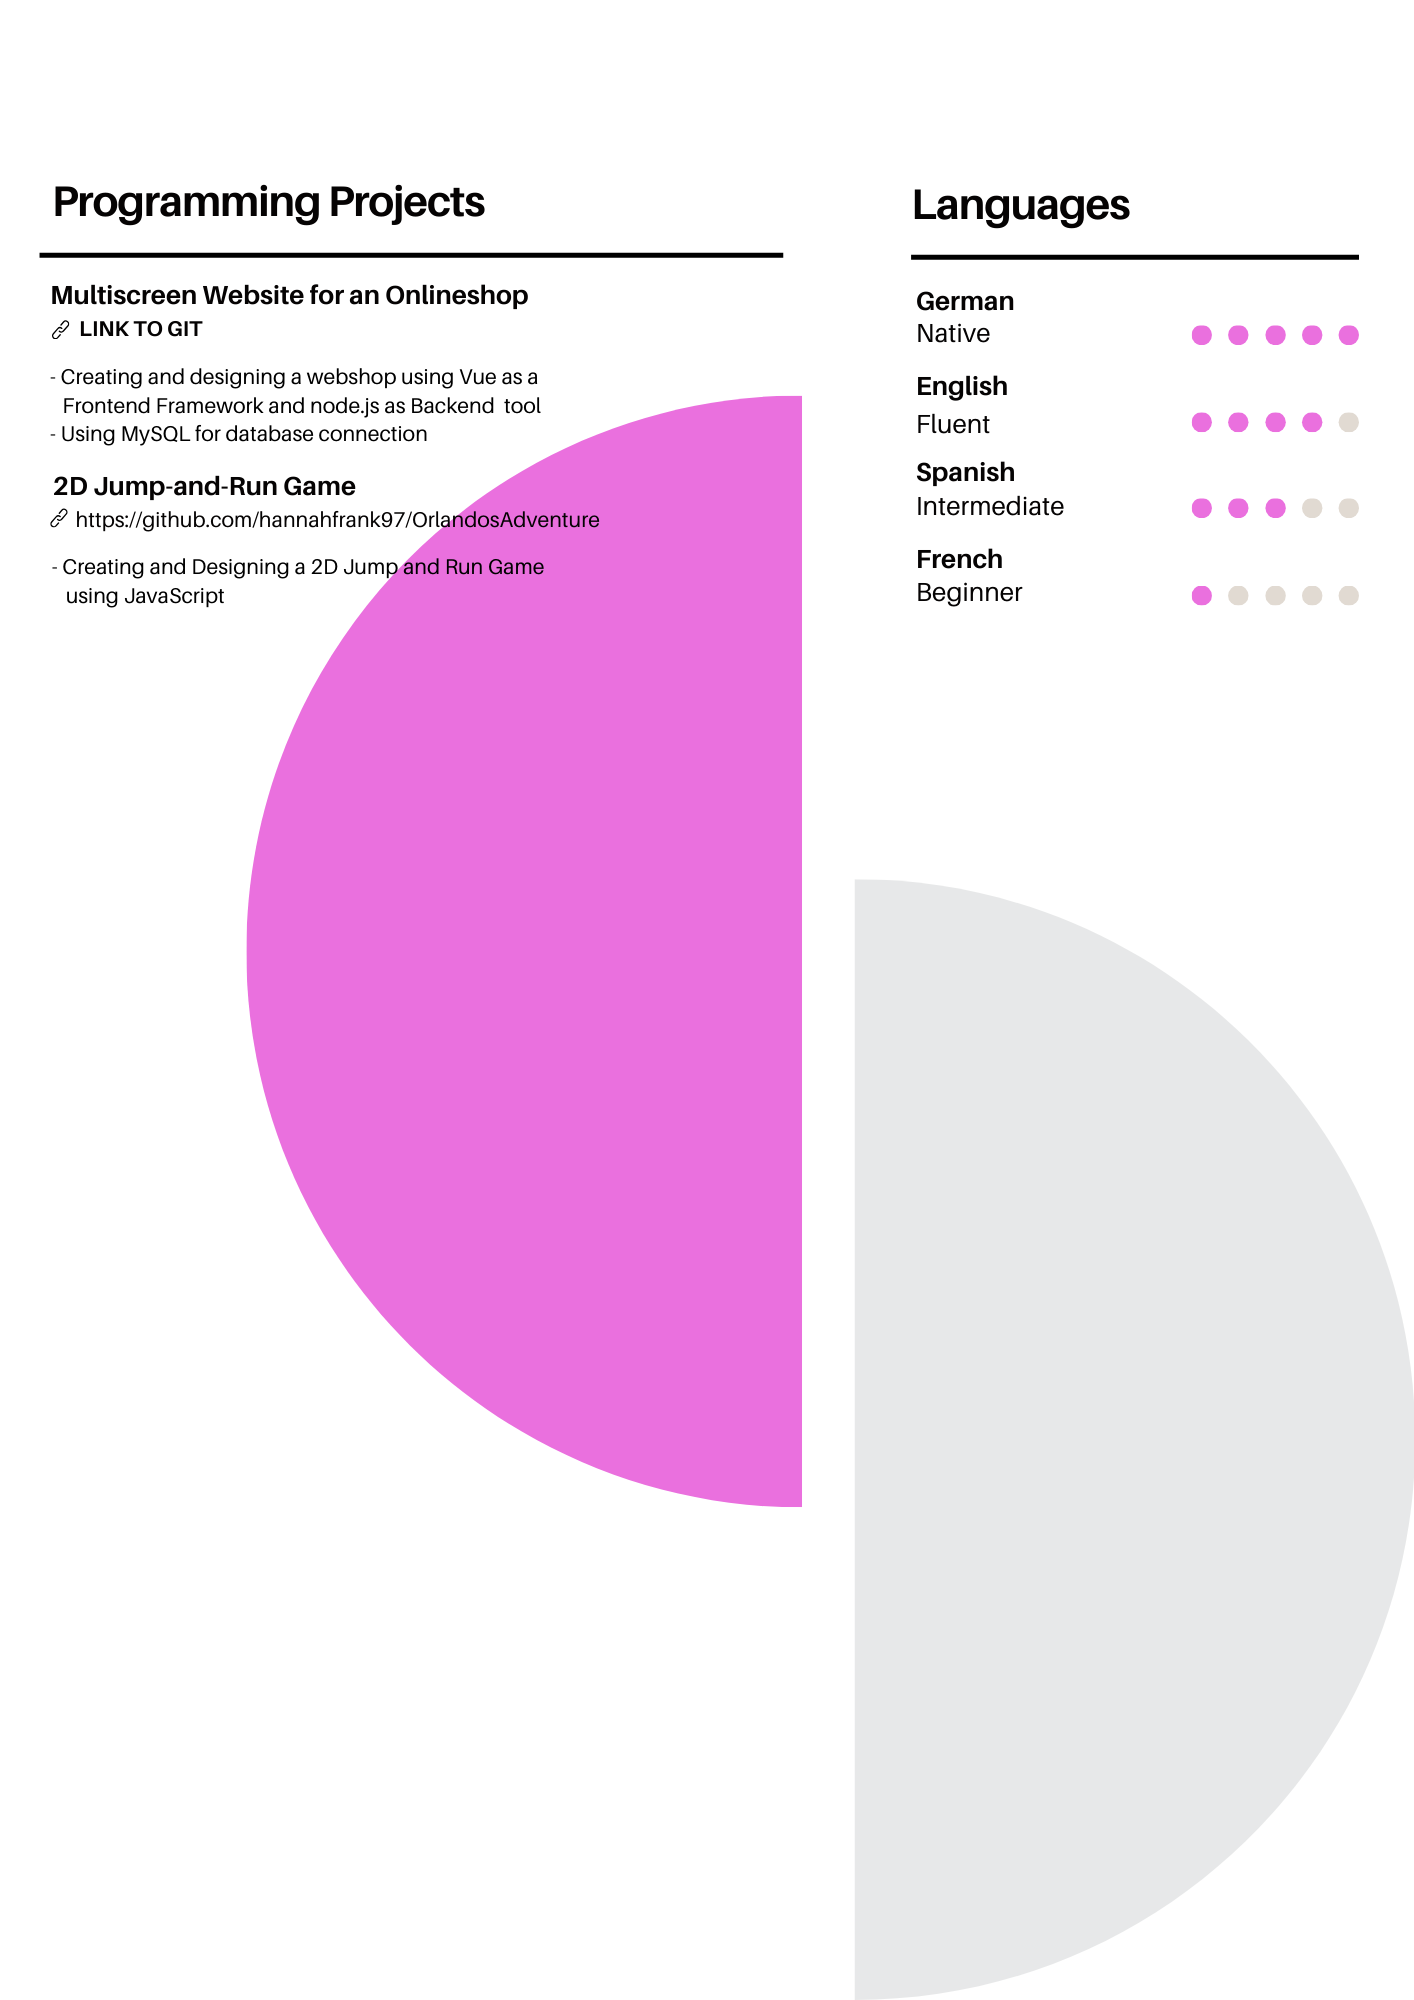 Programming Projects
Multiscreen Website for an Onlineshop
LINK TO GIT
- Creating and designing a webshop using Vue as a
Frontend Framework and node.js as Backend  tool
- Using MySQL for database connection
2D Jump-and-Run Game
https://github.com/hannahfrank97/OrlandosAdventure
- Creating and Designing a 2D Jump and Run Game
using JavaScript
Languages
German
Native
English
Fluent
Spanish
Intermediate
French
Beginner